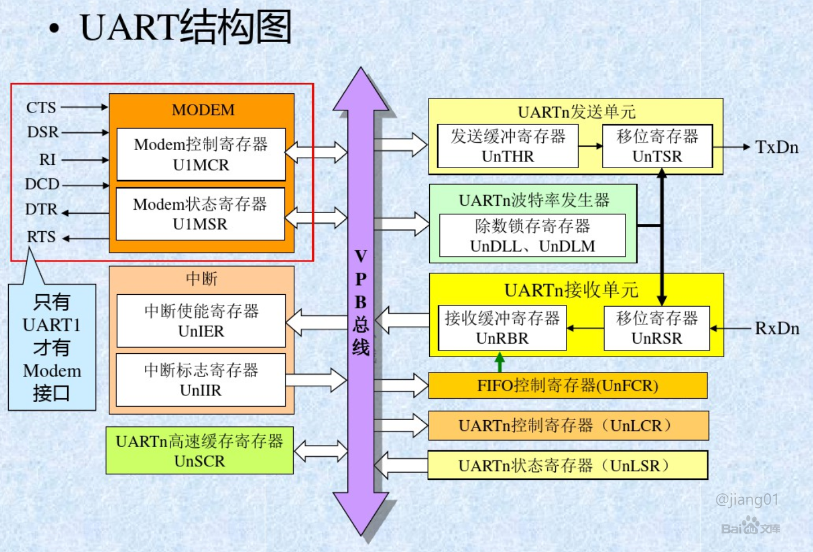 • UART结构图
CTS
DSR
RI
DCD
DTR
RTS
MODEM
Modem控制寄存器
U1MCR
Modem状态寄存器
U1MSR
只有
UART1
才有
Modem
接口
中断
中断使能寄存器
UnIER
中断标志寄存器
UnIIR
UARTn高速缓存寄存器
UnSCR
V
P
B
总
线
UARTn发送单元
发送缓冲寄存器
UnTHR
移位寄存器
UnTSR
TxDn
UARTn波特率发生器
除数锁存寄存器
UnDLL、UnDLM
UARTn接收单元
接收缓冲寄存器
UnRBR
移位寄存器
UnRSR
RxDn
FIFO控制寄存器(UnFCR)
UARTn控制寄存器（UnLCR）
UARTn状态寄存器（UnLSR）
@jiang01
Bai文库